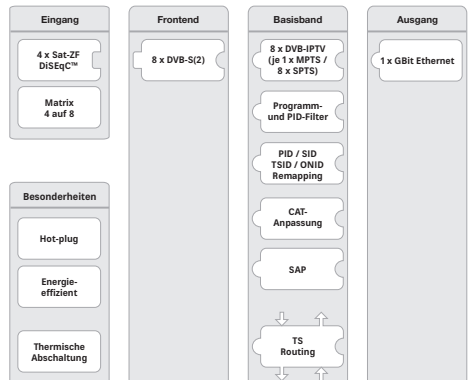 Eingang
4 x Sat-ZF
DiSEqC™
Matrix
4 auf 8
Besonderheiten
Hot-plug
Energie-
effizient
Thermische
Abschaltung
Frontend
8 x DVB-S(2)
Basisband
8 x DVB-IPTV
(je 1 x MPTS /
8 x SPTS)
Programm-
und PID-Filter
PID / SID
TSID / ONID
Remapping
CAT-
Anpassung
SAP
TS
Routing
Ausgang
1 x GBit Ethernet